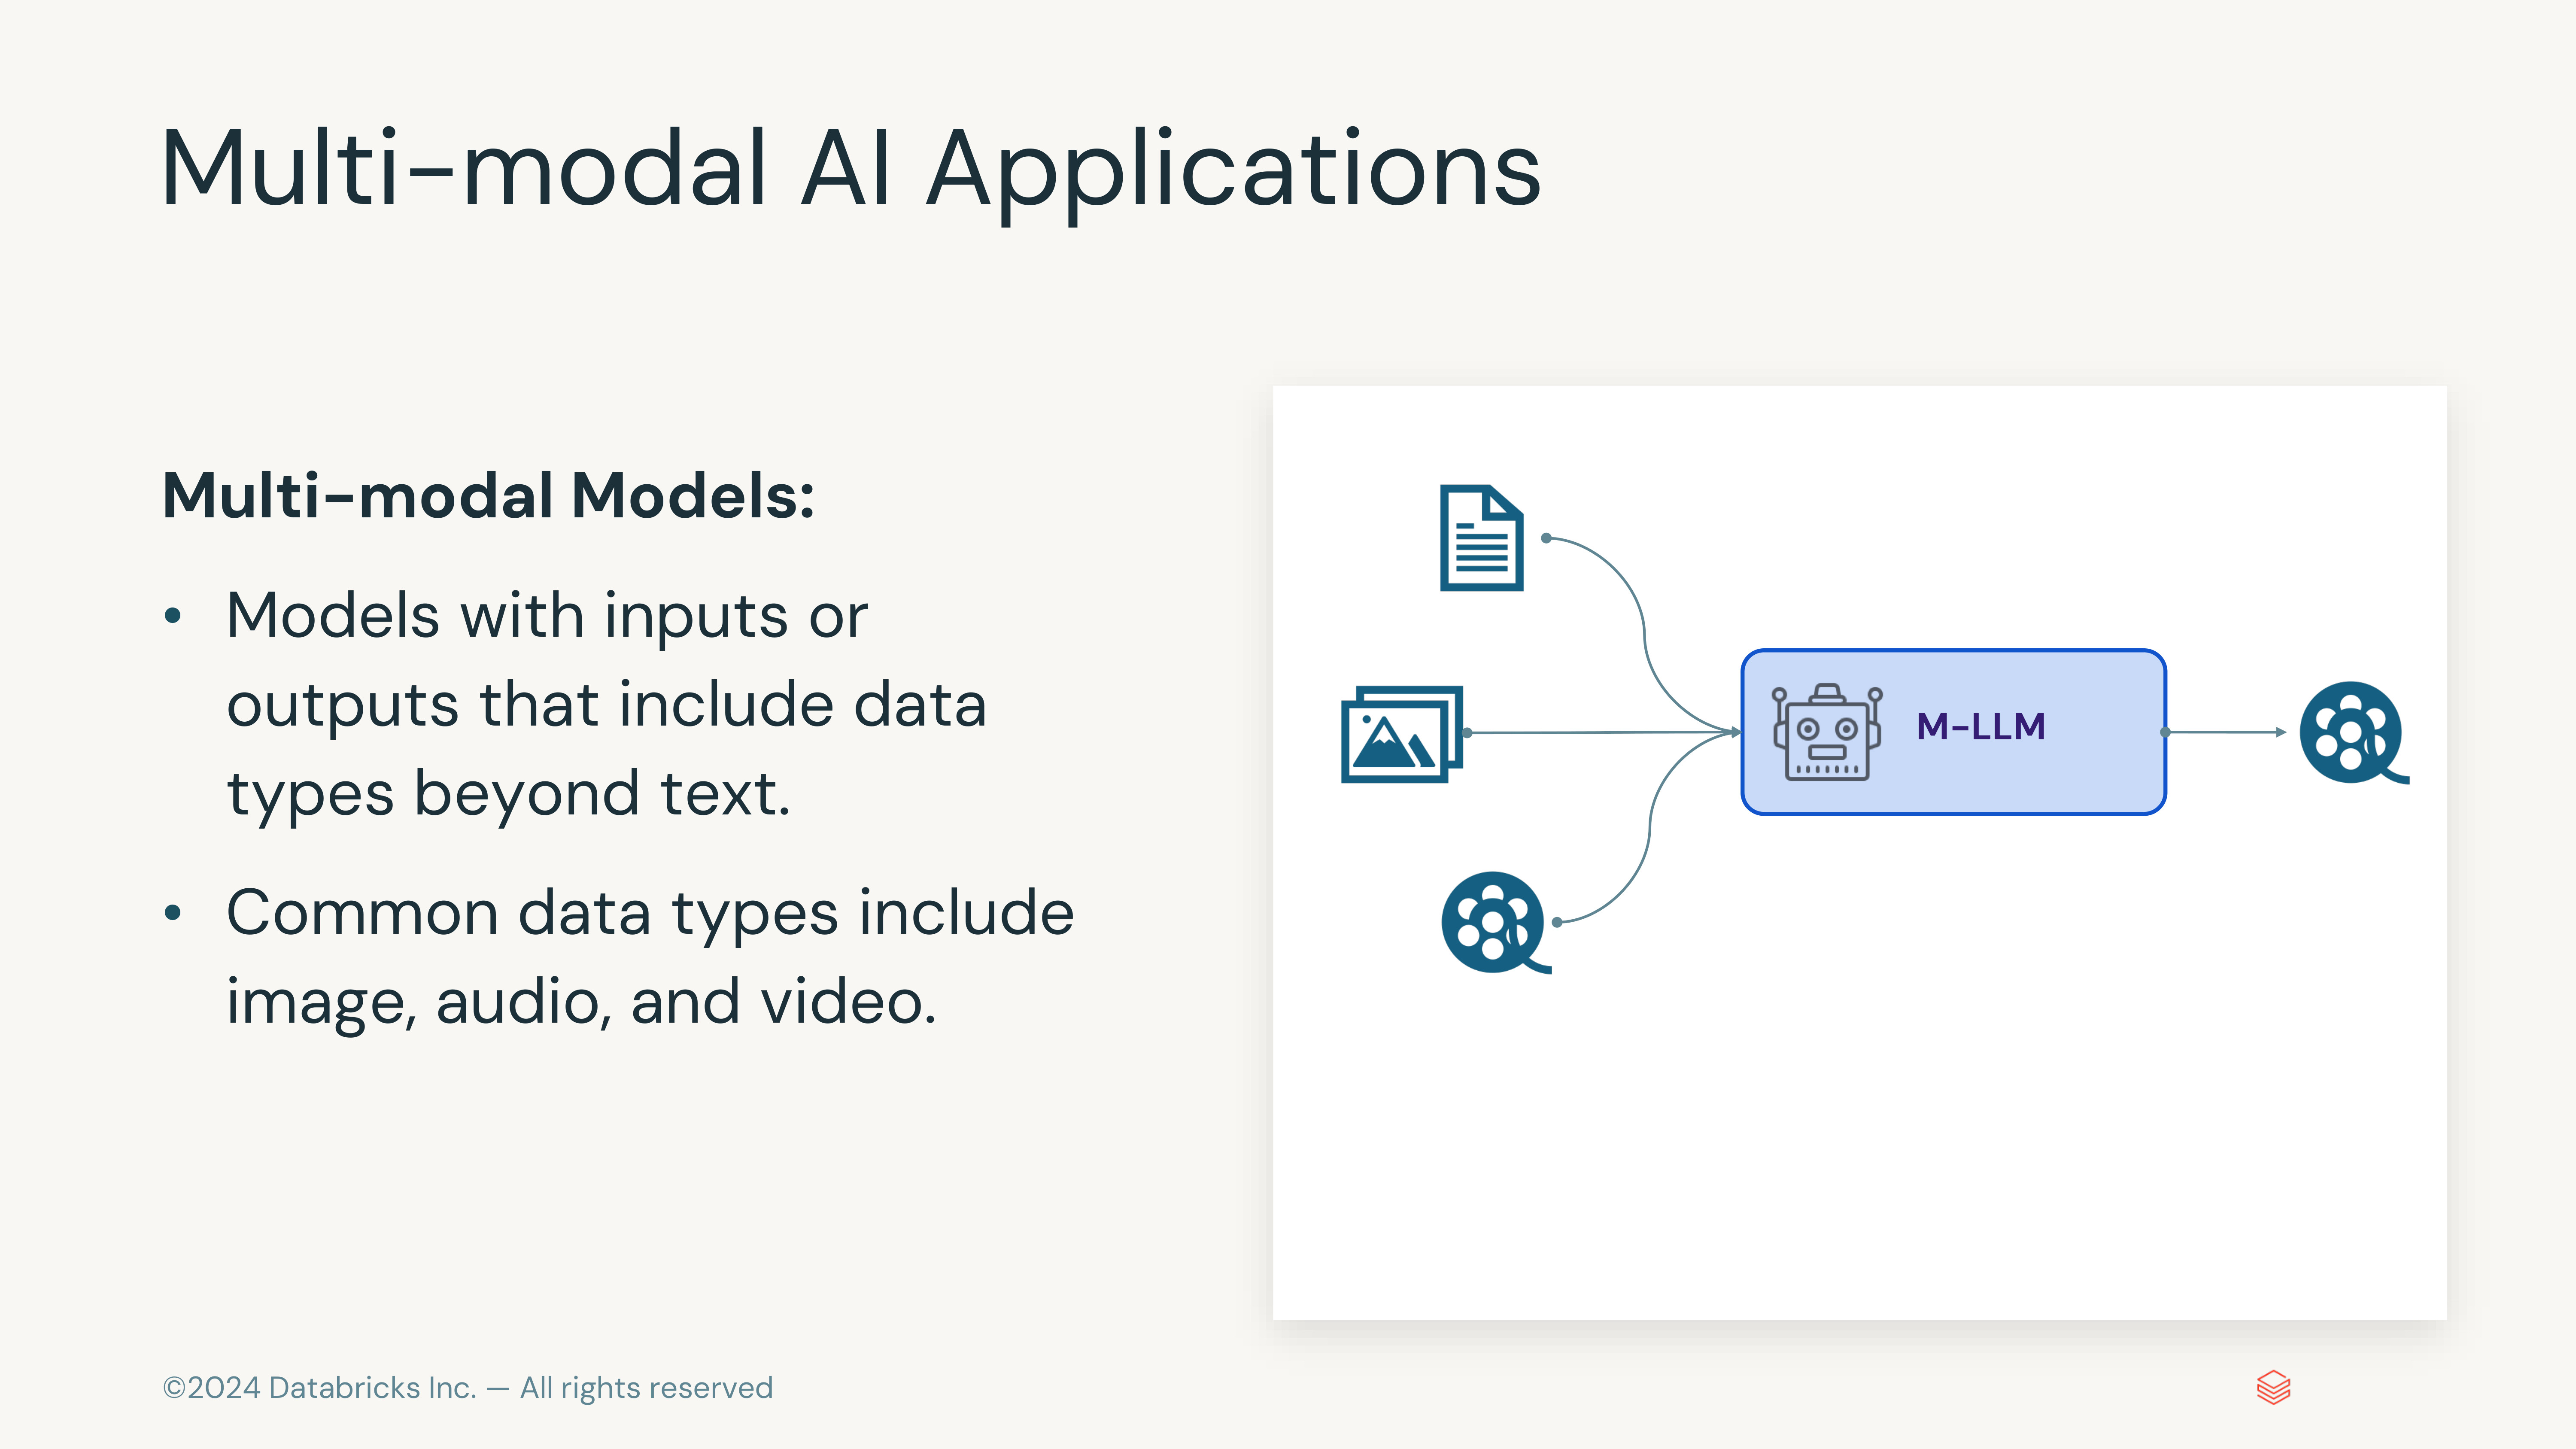 Multi-modal AI Applications
Multi-modal Models:
• Models with inputs or
outputs that include data
types beyond text.
• Common data types include
image, audio, and video.
M-LLM
©2024 Databricks Inc. — All rights reserved